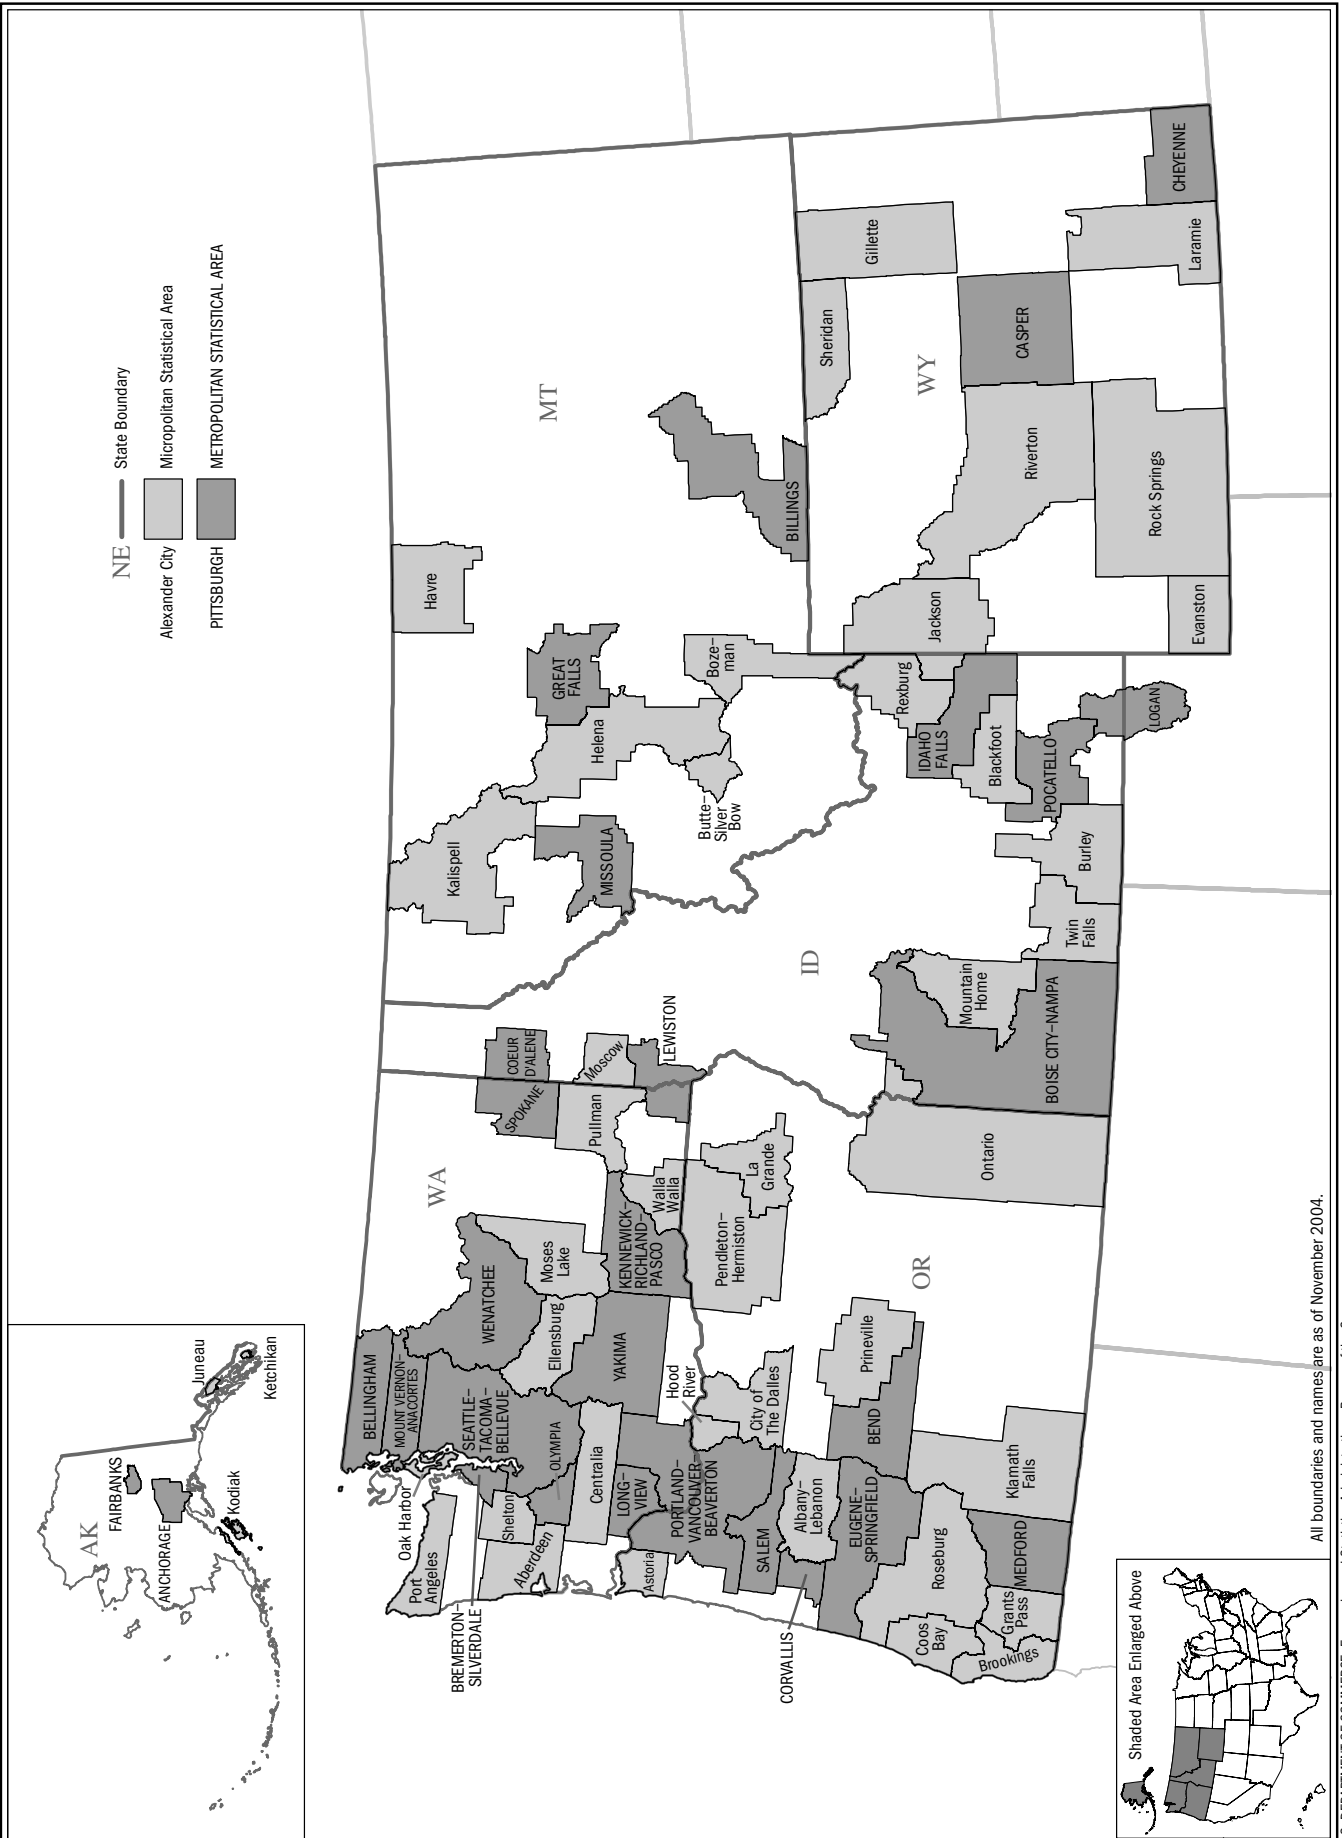 NE
State Boundary
Alexander City
Micropolitan Statistical Area
PITTSBURGH
METROPOLITAN STATISTICAL AREA
AK
FAIRBANKS
ANCHORAGE
Kodiak
Juneau
Ketchikan
WA
BELLINGHAM
MOUNT VERNON–
ANACORTES
Oak Harbor
Port
Angeles
BREMERTON–
SILVERDALE
SEATTLE–
TACOMA–
BELLEVUE
WENATCHEE
SPOKANE
Shelton
Aberdeen
OLYMPIA
Ellensburg
Moses
Lake
Centralia
YAKIMA
Pullman
LONG–
VIEW
KENNEWICK–
RICHLAND–
PASCO
Walla
Walla
OR
Astoria
PORTLAND–
VANCOUVER–
BEAVERTON
Hood
River
City of
The Dalles
Pendleton–
Hermiston
La
Grande
SALEM
CORVALLIS
Albany–
Lebanon
EUGENE–
SPRINGFIELD
BEND
Prineville
Ontario
Coos
Bay
Roseburg
Brookings
Grants
Pass
MEDFORD
Klamath
Falls
ID
COEUR
D'ALENE
Moscow
LEWISTON
BOISE CITY–NAMPA
Mountain
Home
Twin
Falls
Burley
POCATELLO
Blackfoot
IDAHO
FALLS
Rexburg
LOGAN
MT
Kalispell
MISSOULA
Havre
GREAT
FALLS
Helena
Butte–
Silver
Bow
Boze–
man
BILLINGS
WY
Jackson
Sheridan
Gillette
Riverton
CASPER
Evanston
Rock Springs
Laramie
CHEYENNE
Shaded Area Enlarged Above
All boundaries and names are as of November 2004.